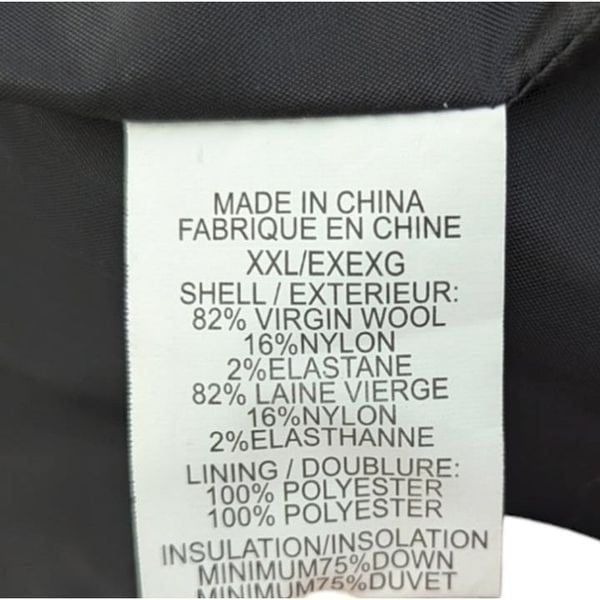 MADE IN CHINA
FABRIQUE EN CHINE
XXL/EXEXG
SHELL / EXTERIEUR:
82% VIRGIN WOOL
16%NYLON
2%ELASTANE
82% LAINE VIERGE
16%NYLON
2%ELASTHANNE
LINING / DOUBLURE:
100% POLYESTER
100% POLYESTER
INSULATION/INSOLATION
MINIMUM75%DOWN
MINIMUM75%DUVET